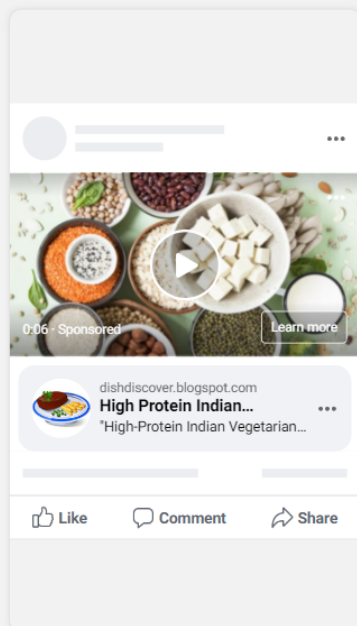 0:06 · Sponsored
Learn more
dishdiscover.blogspot.com
High Protein Indian...
"High-Protein Indian Vegetarian...
Like Comment Share